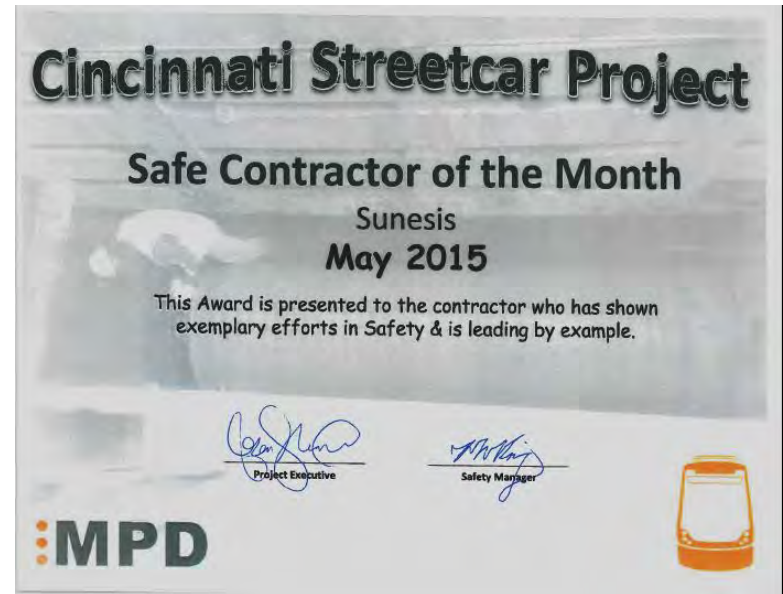 Cincinnati Streetcar Project
Safe Contractor of the Month
Sunesis
May 2015
This Award is presented to the contractor who has shown
exemplary efforts in Safety & is leading by example.
Project Executive
Safety Manager
MPD